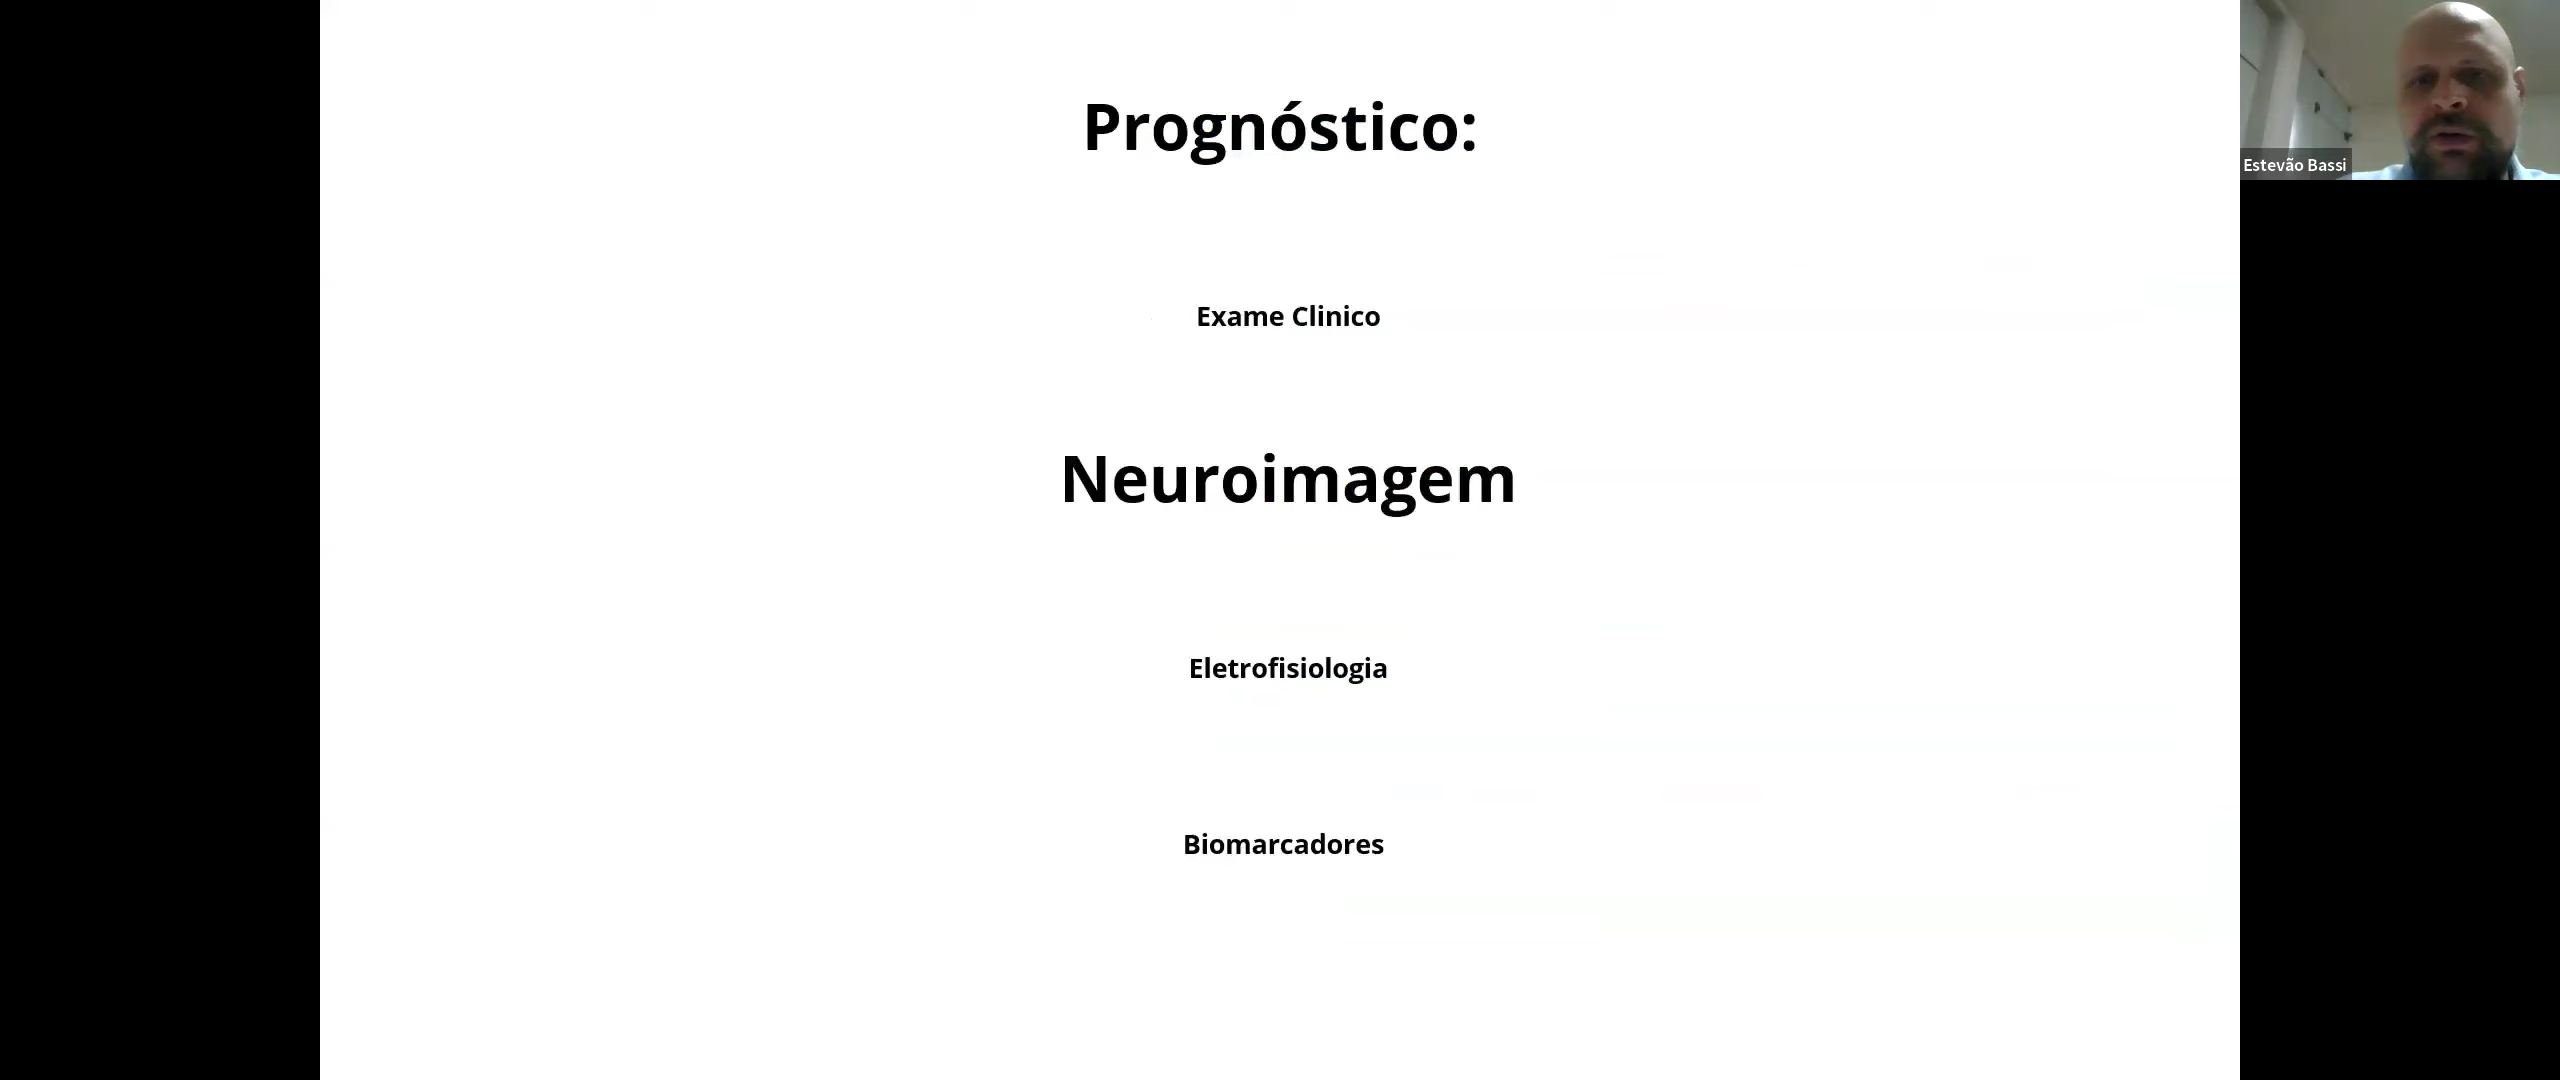 Prognóstico:
Estevão Bassi
Exame Clinico
Neuroimagem
Eletrofisiologia
Biomarcadores